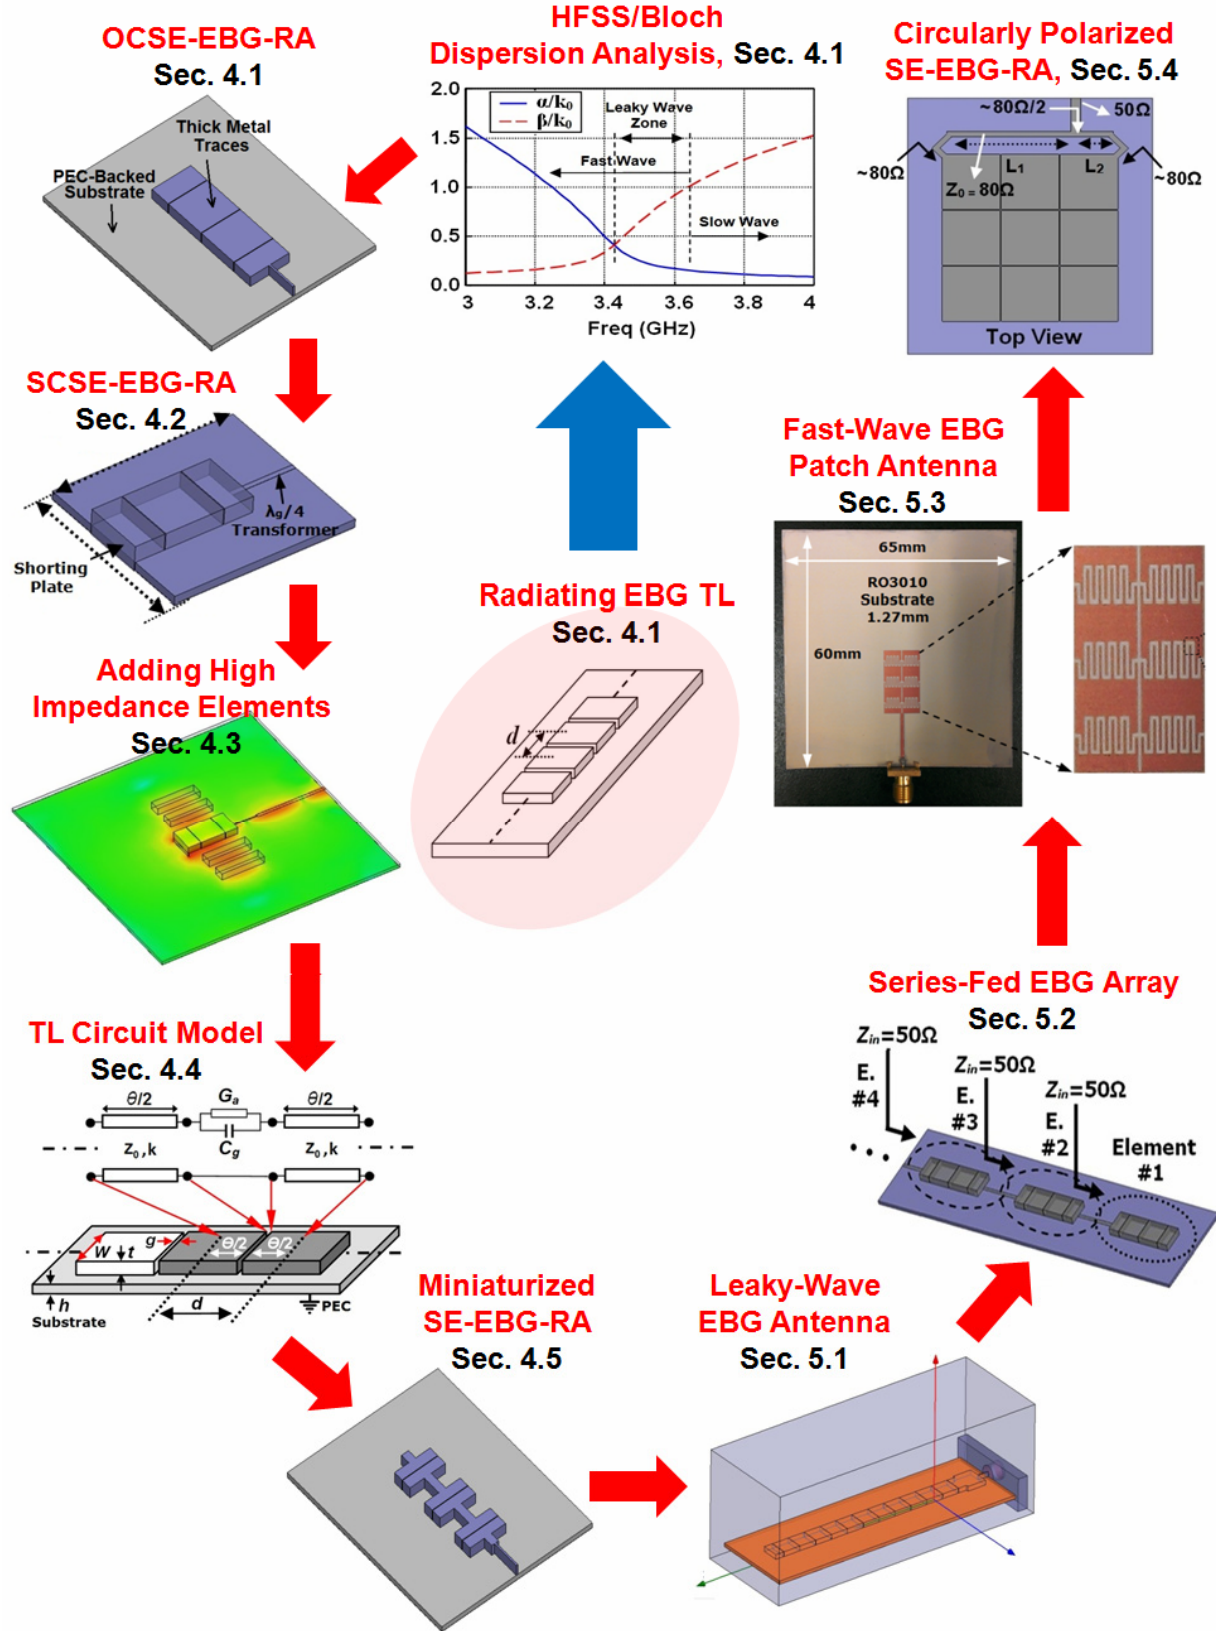 OCSE-EBG-RA
Sec. 4.1
Thick Metal
Traces
PEC-Backed
Substrate
HFSS/Bloch
Dispersion Analysis, Sec. 4.1
2.0
1.5
1.0
0.5
0.0
α/k₀
β/k₀
Leaky Wave
Zone
Fast Wave
Slow Wave
3
3.2
3.4
3.6
3.8
4
Freq (GHz)
Circularly Polarized
SE-EBG-RA, Sec. 5.4
~80Ω/2
50Ω
~80Ω
L₁
L₂
~80Ω
Z₀ = 80Ω
Top View
SCSE-EBG-RA
Sec. 4.2
λg/4
Transformer
Shorting
Plate
Fast-Wave EBG
Patch Antenna
Sec. 5.3
65mm
RO3010
Substrate
1.27mm
60mm
Radiating EBG TL
Sec. 4.1
d
Adding High
Impedance Elements
Sec. 4.3
TL Circuit Model
Sec. 4.4
θ/2
Gₐ
θ/2
Z₀,k
Cg
Z₀,k
g
W
t
Θ/2
Θ/2
h
Substrate
d
PEC
Series-Fed EBG Array
Sec. 5.2
Zin=50Ω
E.
#4
Zin=50Ω
E.
#3
Zin=50Ω
E.
#2
Element
#1
Miniaturized
SE-EBG-RA
Sec. 4.5
Leaky-Wave
EBG Antenna
Sec. 5.1